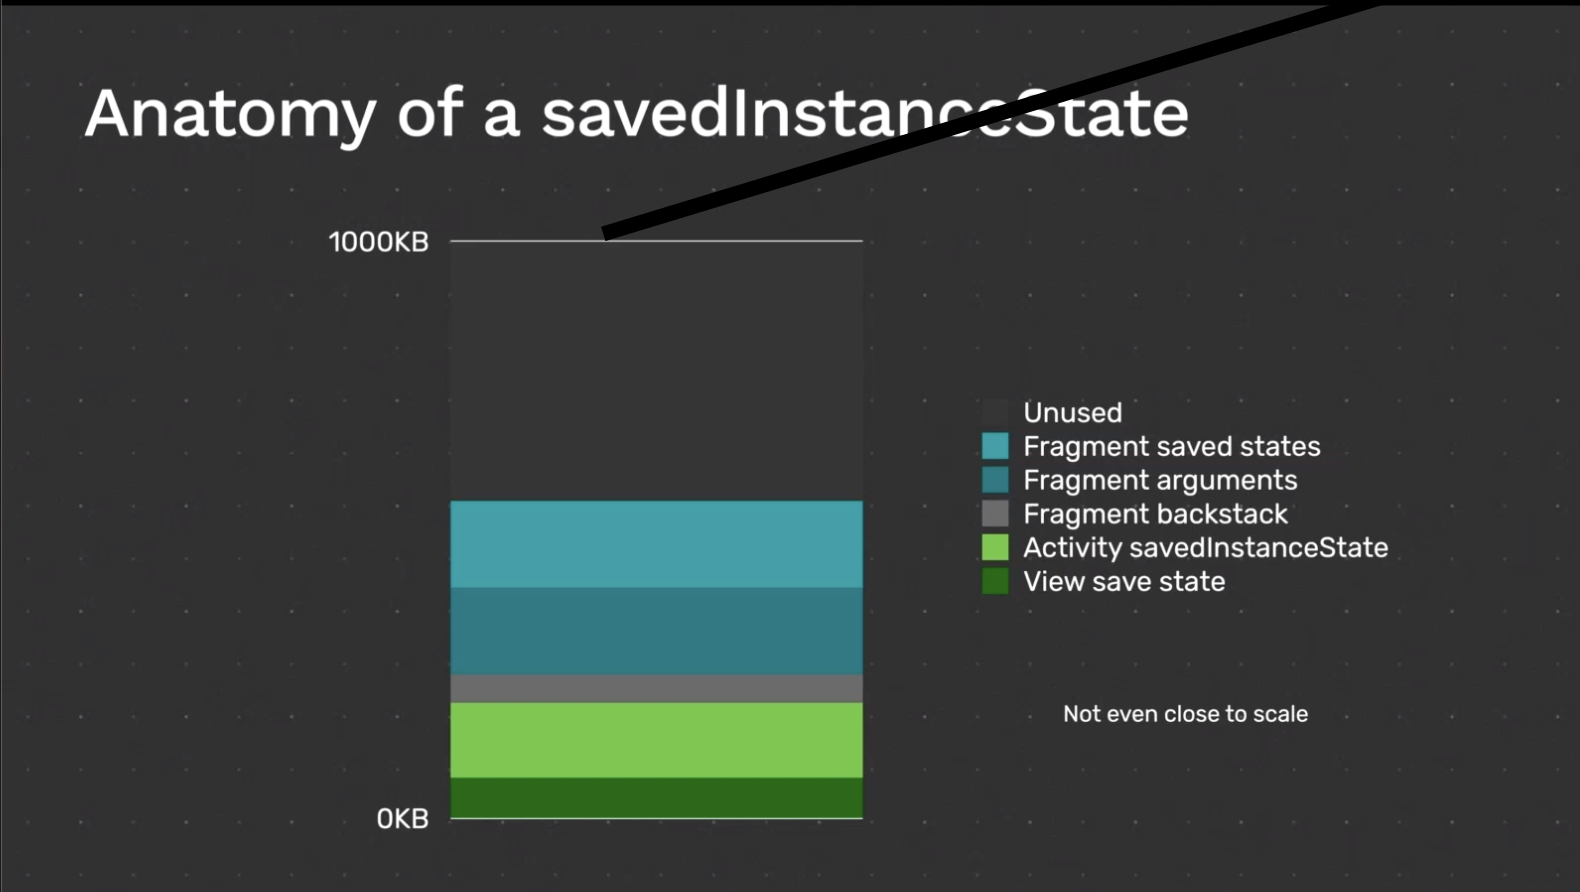 Anatomy of a savedInstanceState
1000KB
Unused
Fragment saved states
Fragment arguments
Fragment backstack
Activity savedInstanceState
View save state
Not even close to scale
0KB